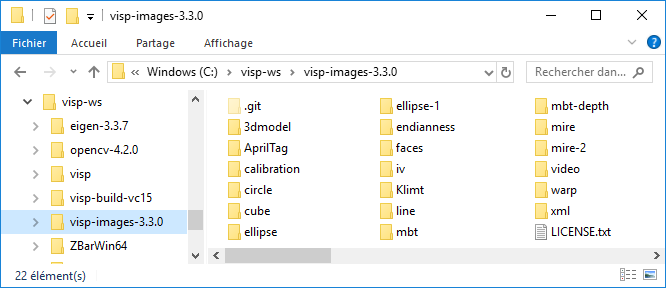 visp-images-3.3.0
Fichier Accueil Partage Affichage
« Windows (C:) > visp-ws > visp-images-3.3.0 Rechercher dan...
visp-ws
eigen-3.3.7
opencv-4.2.0
visp
visp-build-vc15
visp-images-3.3.0
ZBarWin64
.git
3dmodel
AprilTag
calibration
circle
cube
ellipse
ellipse-1
endianness
faces
iv
Klimt
line
mbt
mbt-depth
mire
mire-2
video
warp
xml
LICENSE.txt
22 élément(s)